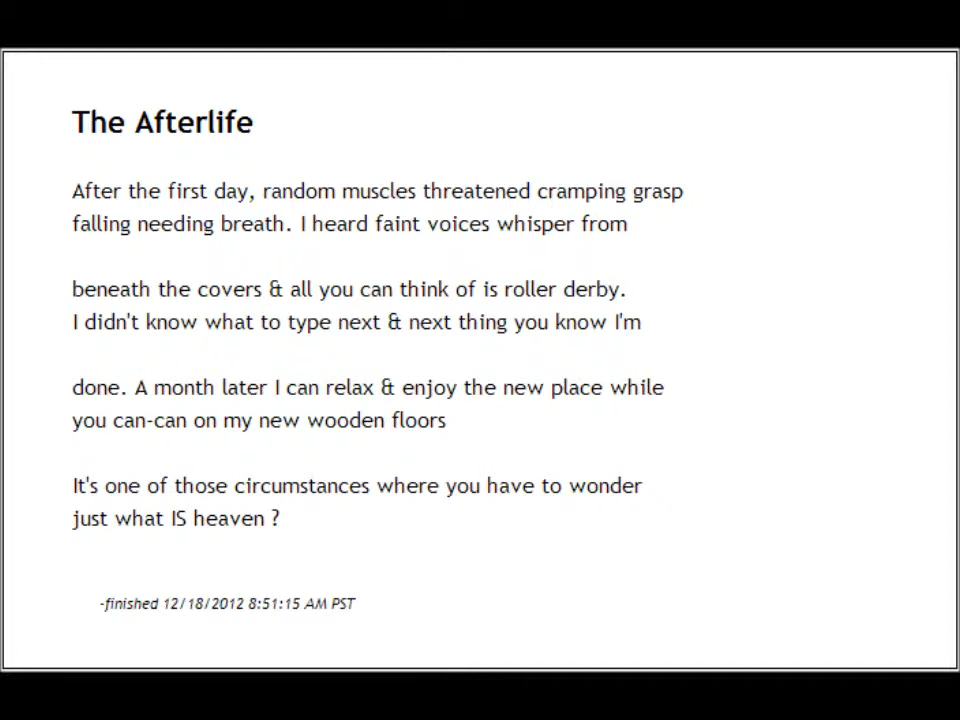 The Afterlife
After the first day, random muscles threatened cramping grasp
falling needing breath. I heard faint voices whisper from
beneath the covers & all you can think of is roller derby.
I didn't know what to type next & next thing you know I'm
done. A month later I can relax & enjoy the new place while
you can-can on my new wooden floors
It's one of those circumstances where you have to wonder
just what IS heaven ?
-finished 12/18/2012 8:51:15 AM PST